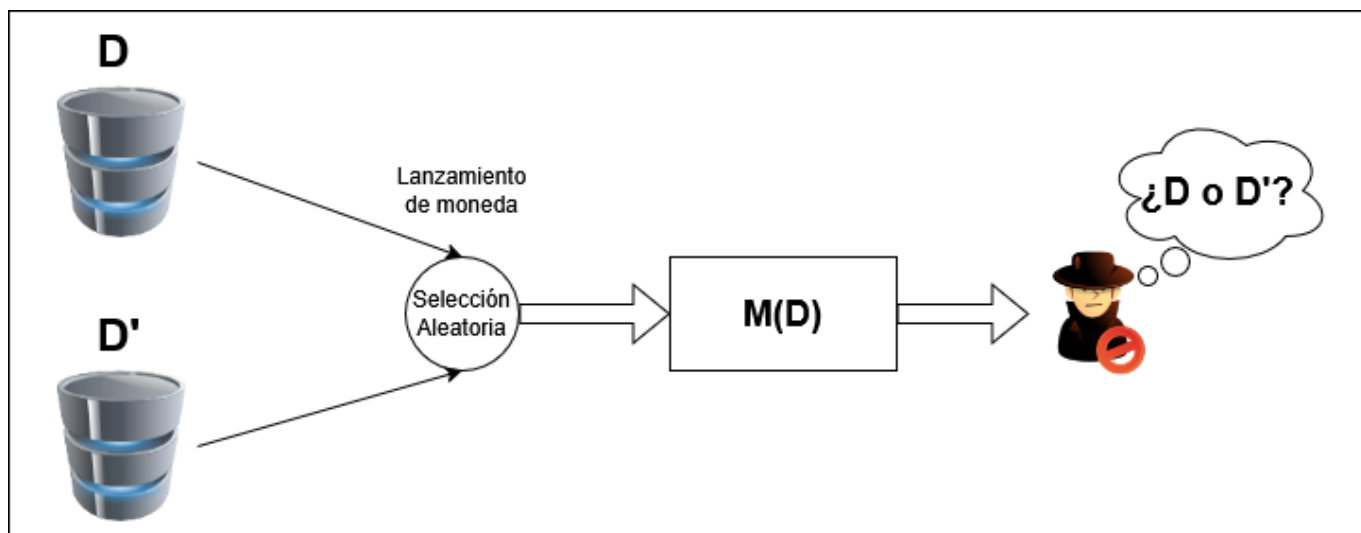 D
Lanzamiento
de moneda
¿D o D'?
Selección
Aleatoria
M(D)
D'